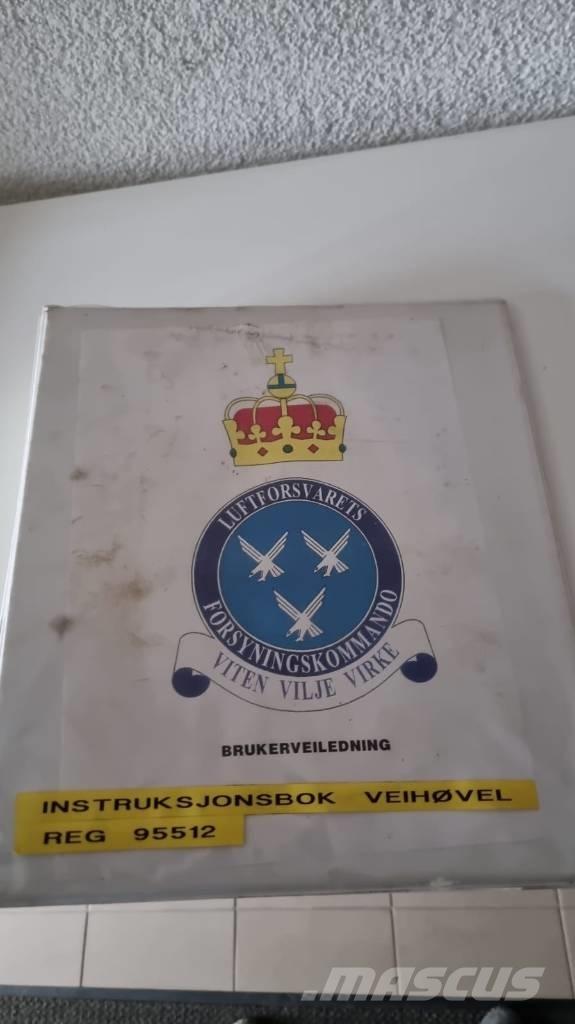 LUFTFORSVARETS
FORSYNINGSKOMMANDO
VITEN VILJE VIRKE
BRUKERVEILEDNING
INSTRUKSJONSBOK VEIHØVEL
REG 95512
mascus